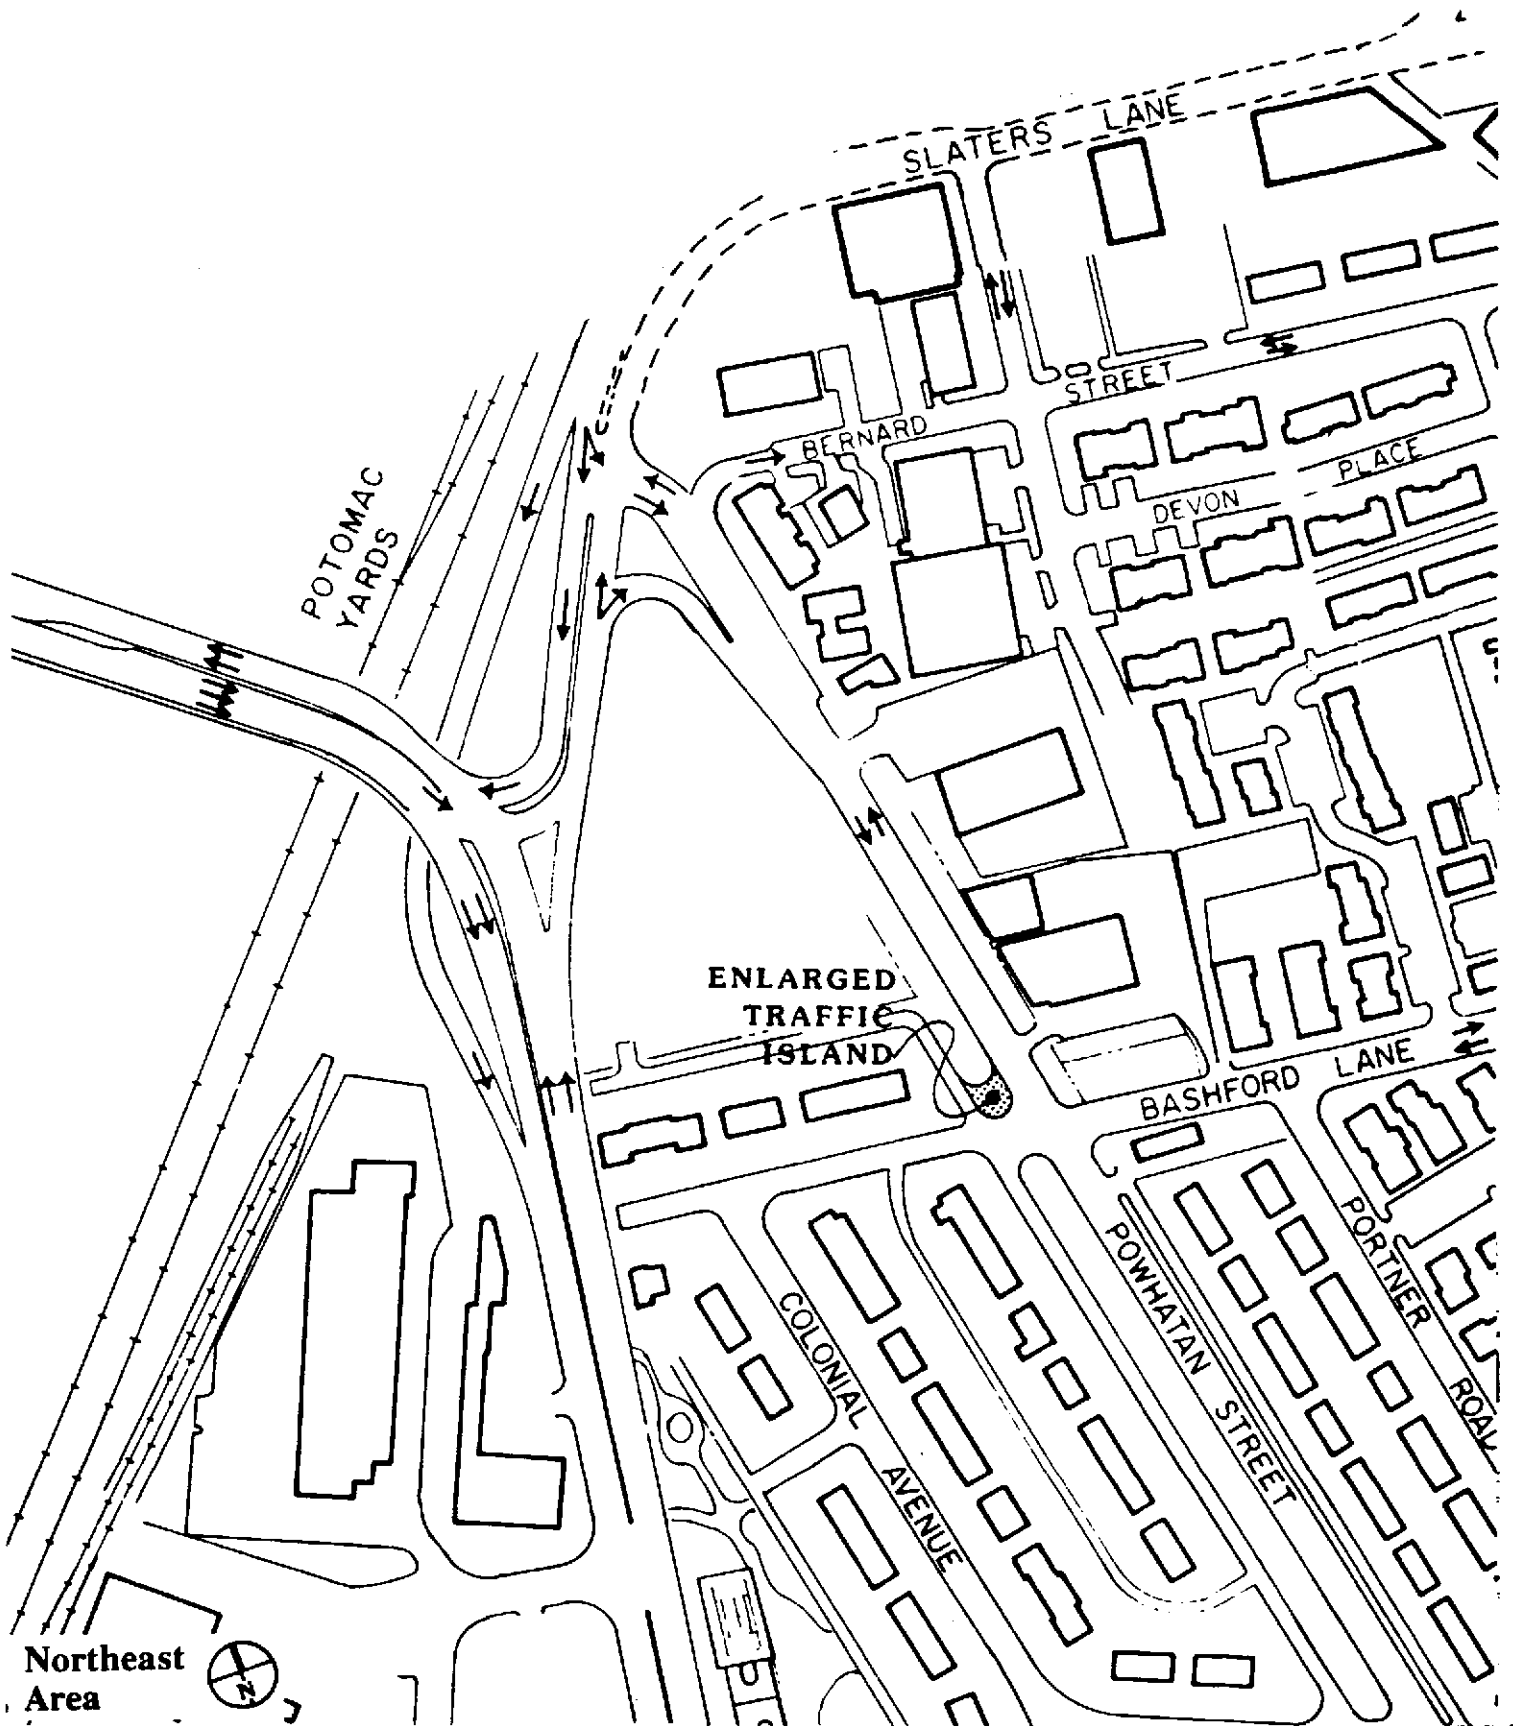 SLATERS LANE
BERNARD STREET
DEVON PLACE
POTOMAC
YARDS
ENLARGED
TRAFFIC
ISLAND
BASHFORD LANE
COLONIAL AVENUE
POWHATAN STREET
PORTNER
Northeast
Area
N